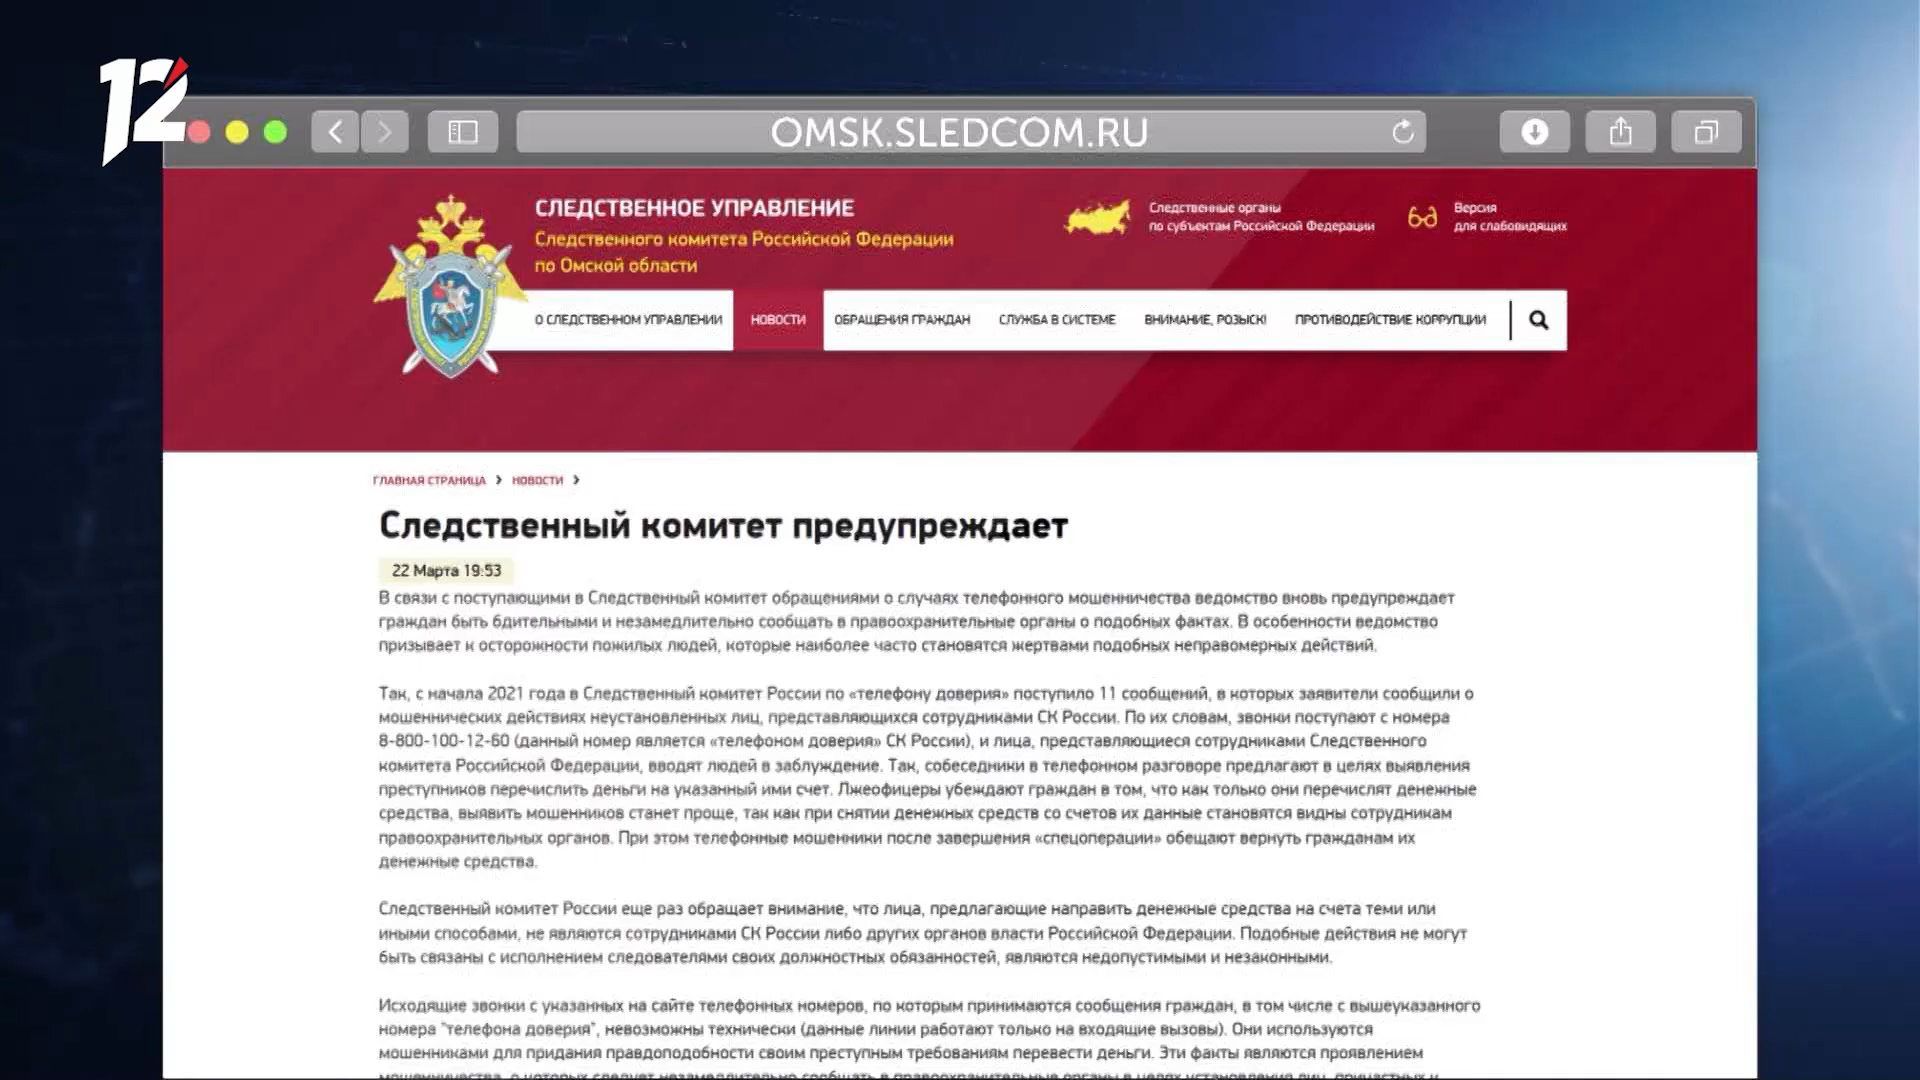 12
OMSK.SLEDCOM.RU
СЛЕДСТВЕННОЕ УПРАВЛЕНИЕ
Следственного комитета Российской Федерации
по Омской области
Следственные органы
по субъектам Российской Федерации
Версия
для слабовидящих
О СЛЕДСТВЕННОМ УПРАВЛЕНИИ НОВОСТИ ОБРАЩЕНИЯ ГРАЖДАН СЛУЖБА В СИСТЕМЕ ВНИМАНИЕ, РОЗЫСК! ПРОТИВОДЕЙСТВИЕ КОРРУПЦИИ
ГЛАВНАЯ СТРАНИЦА > НОВОСТИ >
Следственный комитет предупреждает
22 Марта 19:53
В связи с поступающими в Следственный комитет обращениями о случаях телефонного мошенничества ведомство вновь предупреждает
граждан быть бдительными и незамедлительно сообщать в правоохранительные органы о подобных фактах. В особенности ведомство
призывает к осторожности пожилых людей, которые наиболее часто становятся жертвами подобных неправомерных действий.
Так, с начала 2021 года в Следственный комитет России по «телефону доверия» поступило 11 сообщений, в которых заявители сообщили о
мошеннических действиях неустановленных лиц, представляющихся сотрудниками СК России. По их словам, звонки поступают с номера
8-800-100-12-60 (данный номер является «телефоном доверия» СК России), и лица, представляющиеся сотрудниками Следственного
комитета Российской Федерации, вводят людей в заблуждение. Так, собеседники в телефонном разговоре предлагают в целях выявления
преступников перечислить деньги на указанный ими счет. Лжеофицеры убеждают граждан в том, что как только они перечислят денежные
средства, выявить мошенников станет проще, так как при снятии денежных средств со счетов их данные становятся видны сотрудникам
правоохранительных органов. При этом телефонные мошенники после завершения «спецоперации» обещают вернуть гражданам их
денежные средства.
Следственный комитет России еще раз обращает внимание, что лица, предлагающие направить денежные средства на счета теми или
иными способами, не являются сотрудниками СК России либо других органов власти Российской Федерации. Подобные действия не могут
быть связаны с исполнением следователями своих должностных обязанностей, являются недопустимыми и незаконными.
Исходящие звонки с указанных на сайте телефонных номеров, по которым принимаются сообщения граждан, в том числе с вышеуказанного
номера "телефона доверия", невозможны технически (данные линии работают только на входящие вызовы). Они используются
мошенниками для придания правдоподобности своим преступным требованиям перевести деньги. Эти факты являются проявлением
мошенничества, о которых следует незамедлительно сообщать в правоохранительные органы в целях установления лиц, причастных к